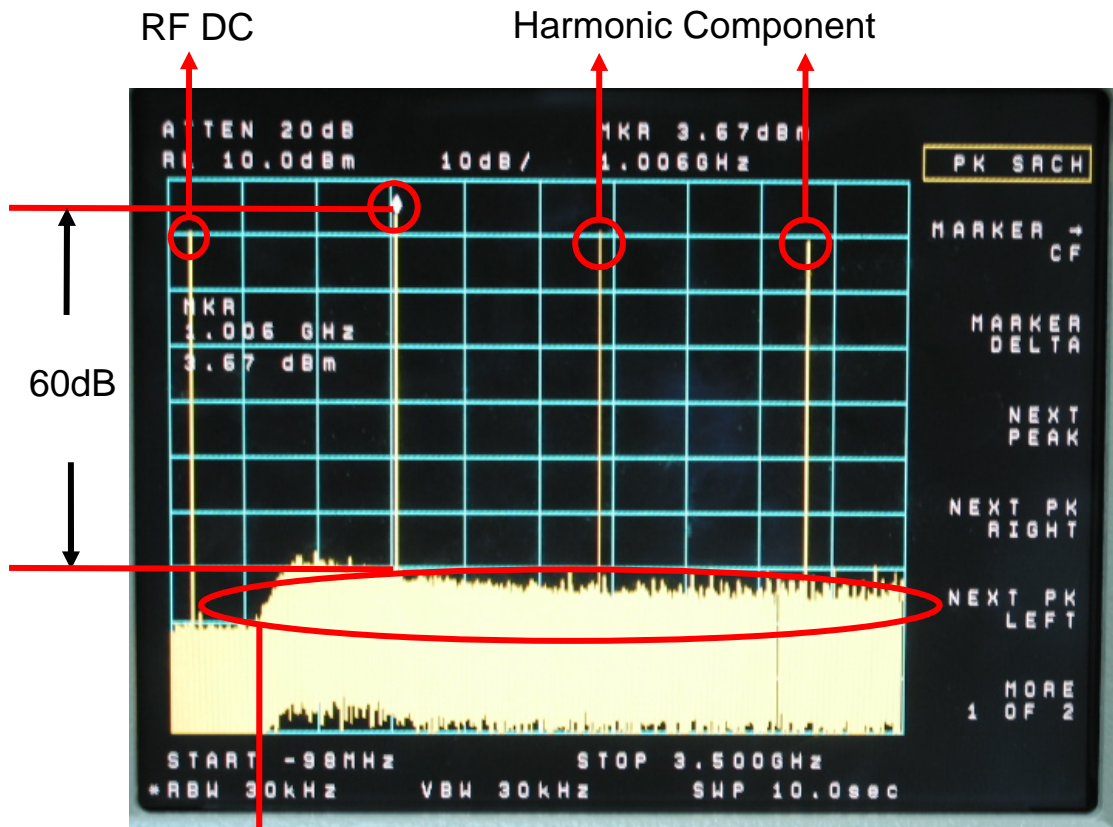 RF DC
Harmonic Component
ATTEN 20dB
MKR 3.67dBm
RL 10.0dBm
10dB/
1.006GHz
PK SRCH
MARKER →
CF
MKR
1.006 GHz
3.67 dBm
MARKER
DELTA
60dB
NEXT
PEAK
NEXT PK
RIGHT
NEXT PK
LEFT
MORE
1 OF 2
START -98MHz
STOP 3.500GHz
*RBW 30kHz
VBW 30kHz
SWP 10.0sec